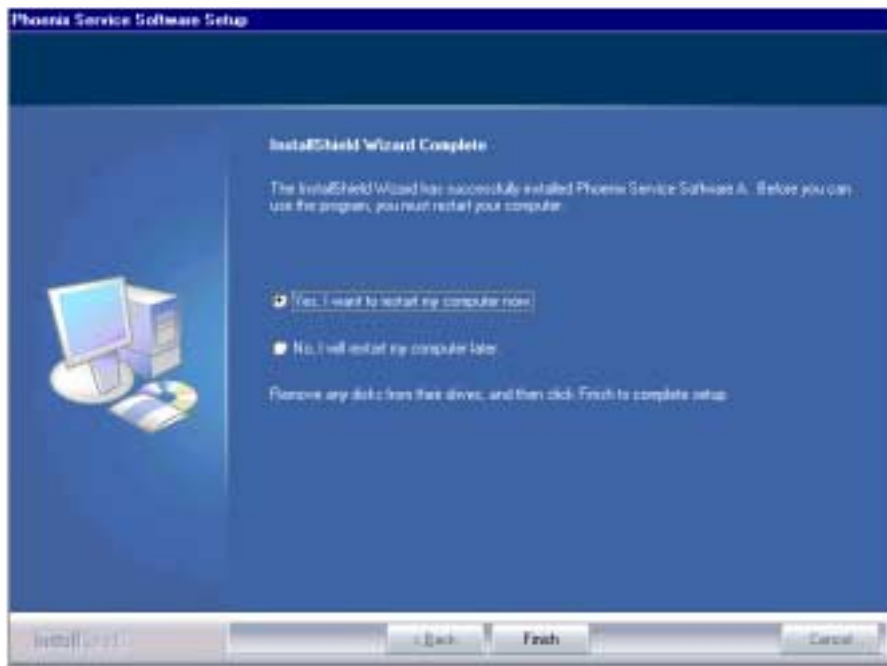 Phoenix Service Software Setup
InstallShield Wizard Complete
The InstallShield Wizard has successfully installed Phoenix Service Software A. Before you can
use the program, you must restart your computer.
Yes, I want to restart my computer now.
No, I will restart my computer later.
Remove any disks from their drives, and then click Finish to complete setup.
InstallShield
< Back
Finish
Cancel